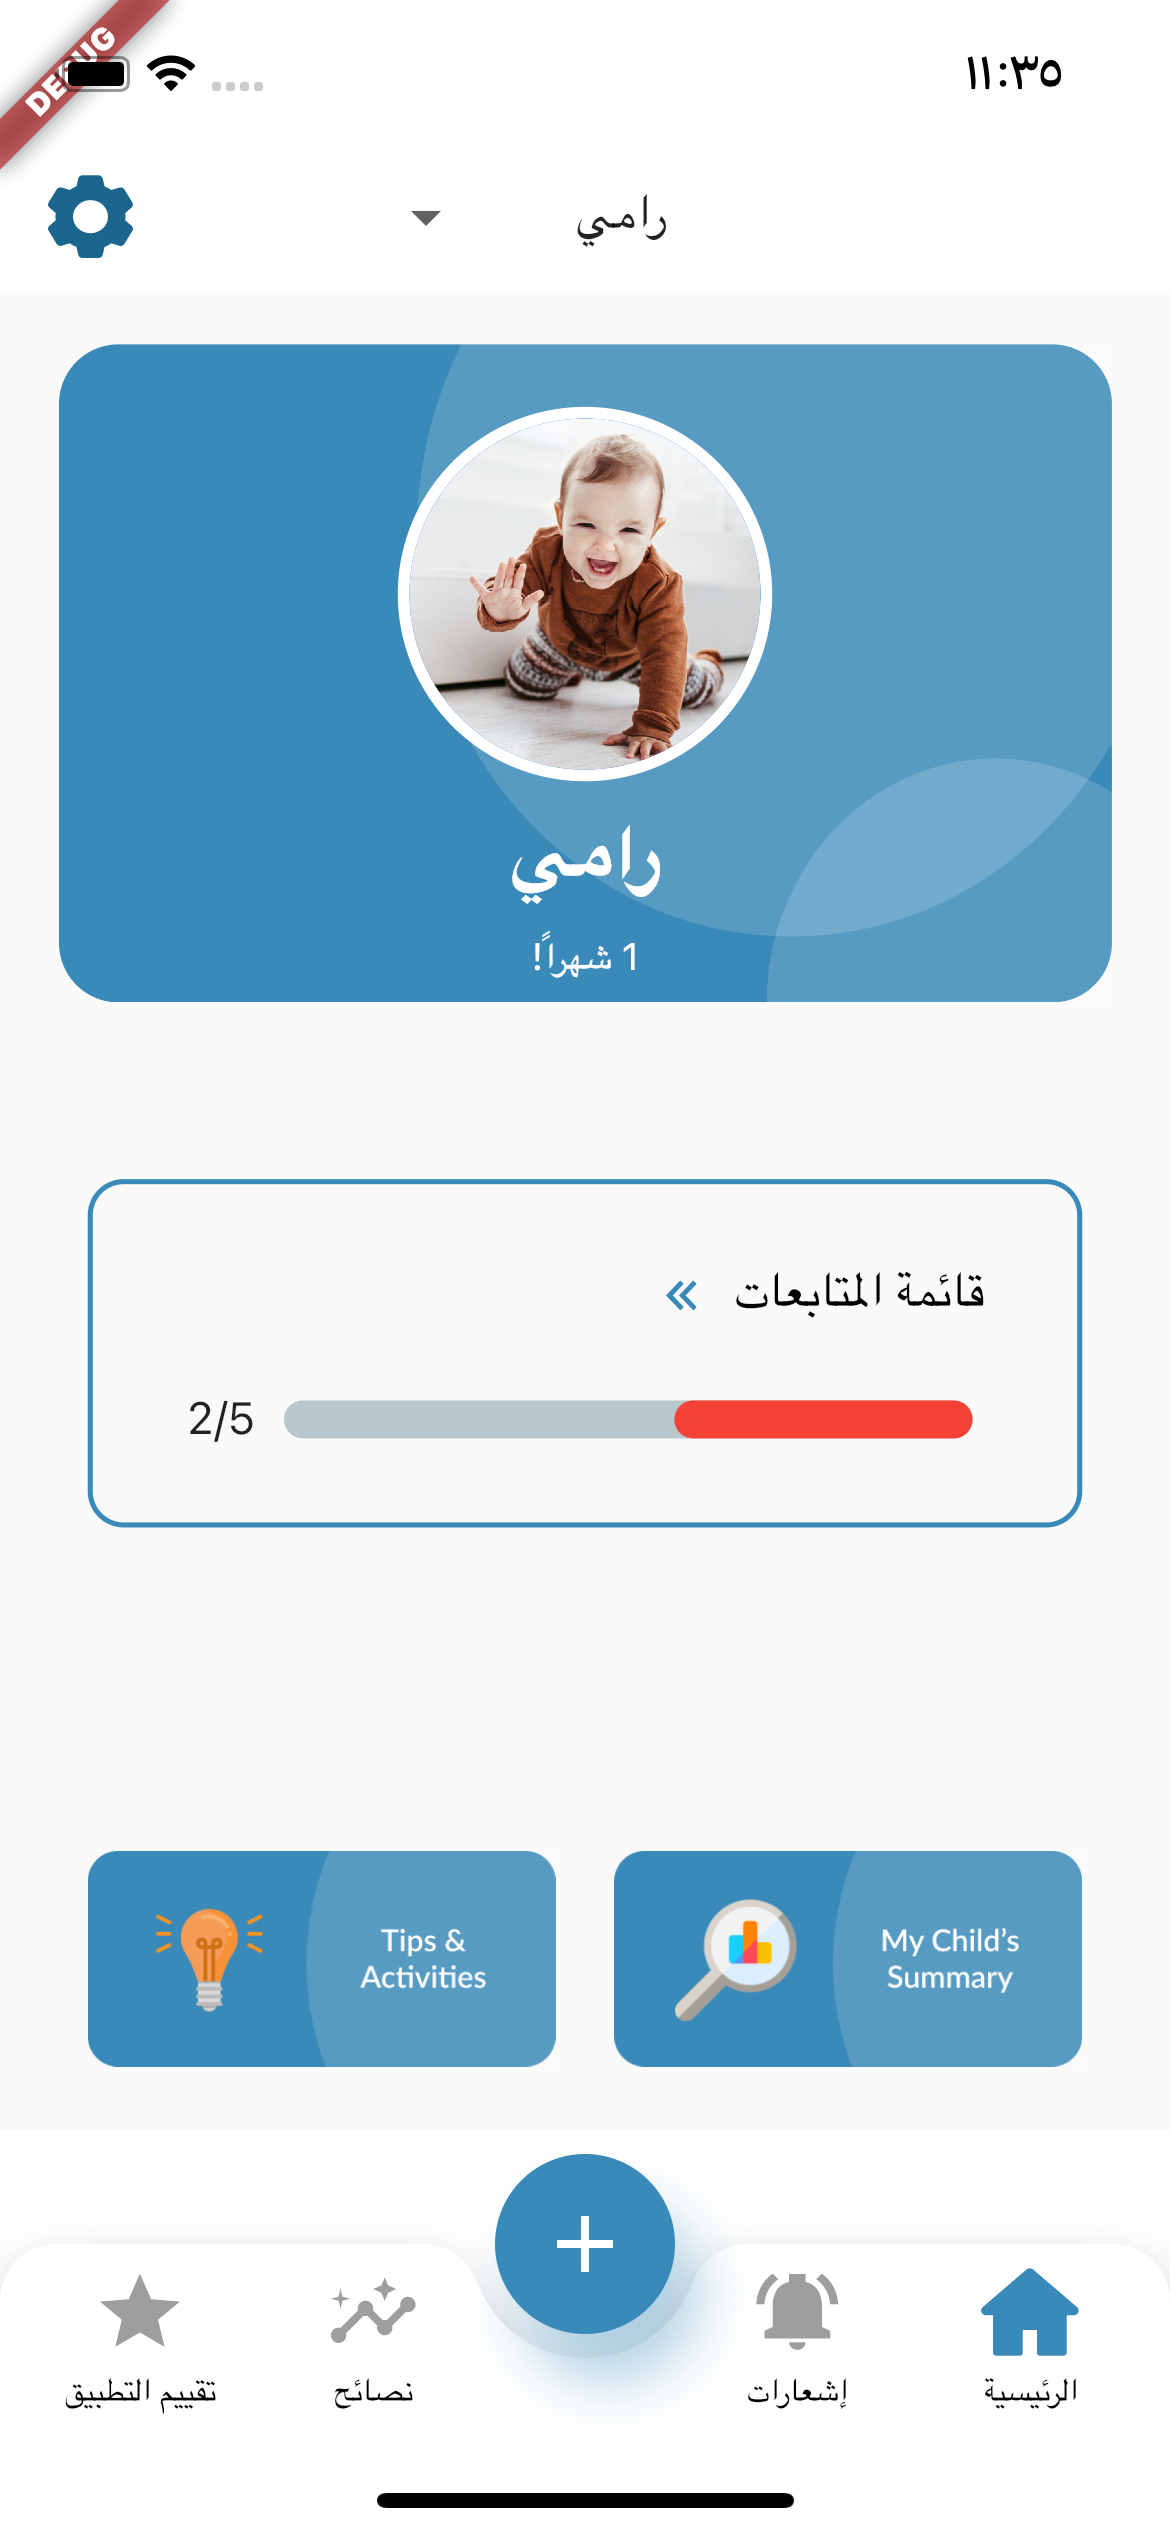 DEBUG
١١:٣٥
رامي
رامي
1 شهراً!
قائمة المتابعات »
2/5
My Child's
Summary
Tips &
Activities
الرئيسية
إشعارات
+
نصائح
تقييم التطبيق